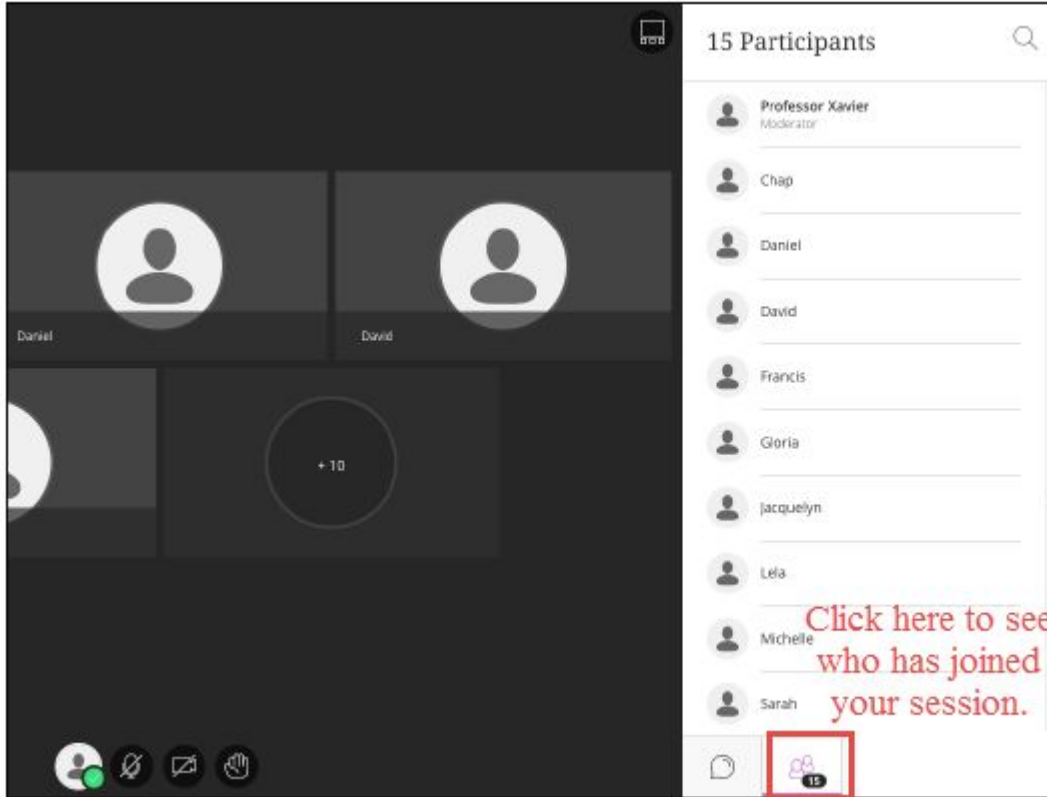 15 Participants
Professor Xavier
Moderator
Chap
Daniel
David
Francis
Gloria
Jacquelyn
Lela
Michelle
Sarah
Click here to see
who has joined
your session.
15
Daniel
David
+ 10